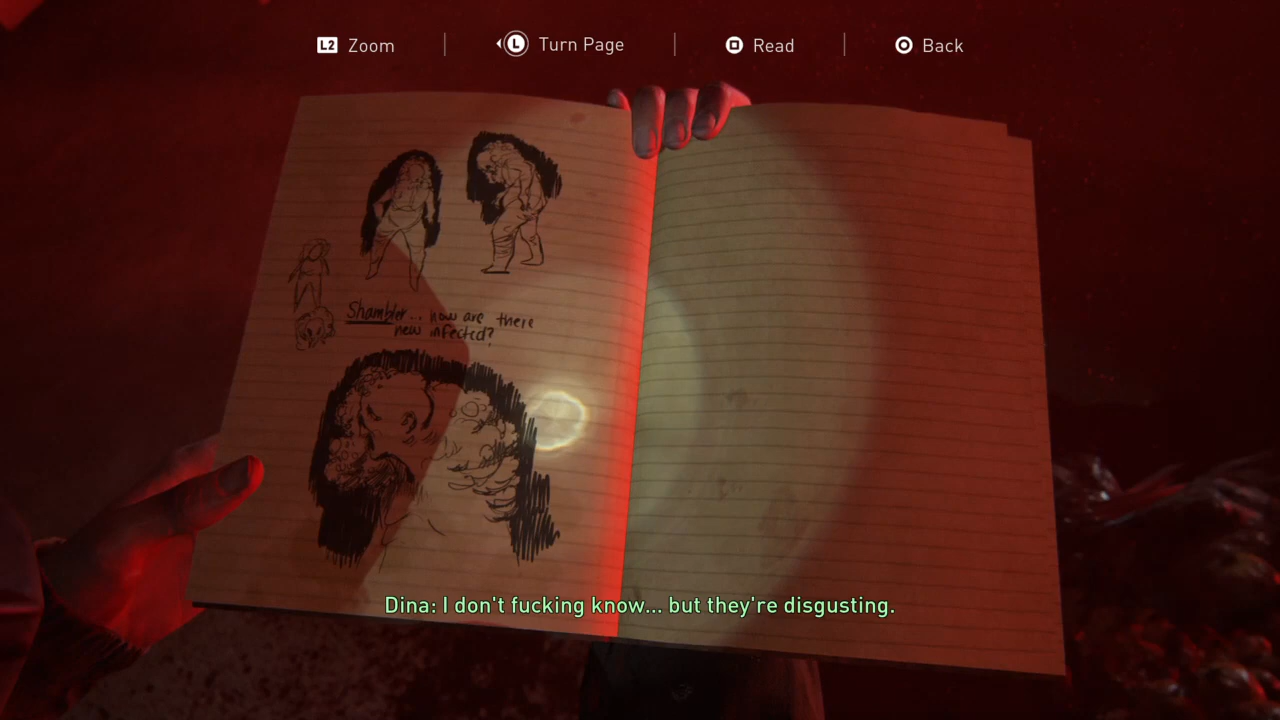 L2 Zoom | L Turn Page | Read | Back
Shambler... how are there
new infected?
Dina: I don't fucking know... but they're disgusting.